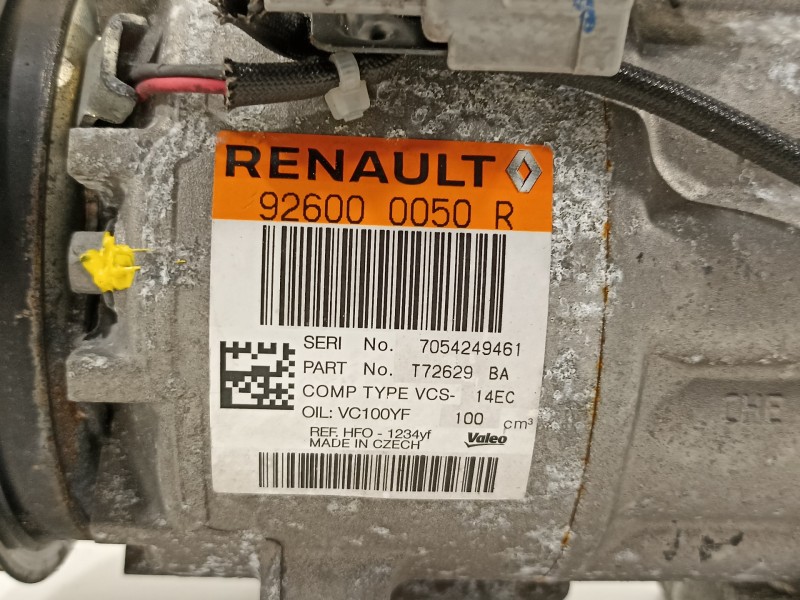 RENAULT
92600 0050 R
SERI No. 7054249461
PART No. T72629 BA
COMP TYPE VCS- 14EC
OIL: VC100YF 100 cm³
REF. HFO - 1234yf
MADE IN CZECH
Valeo